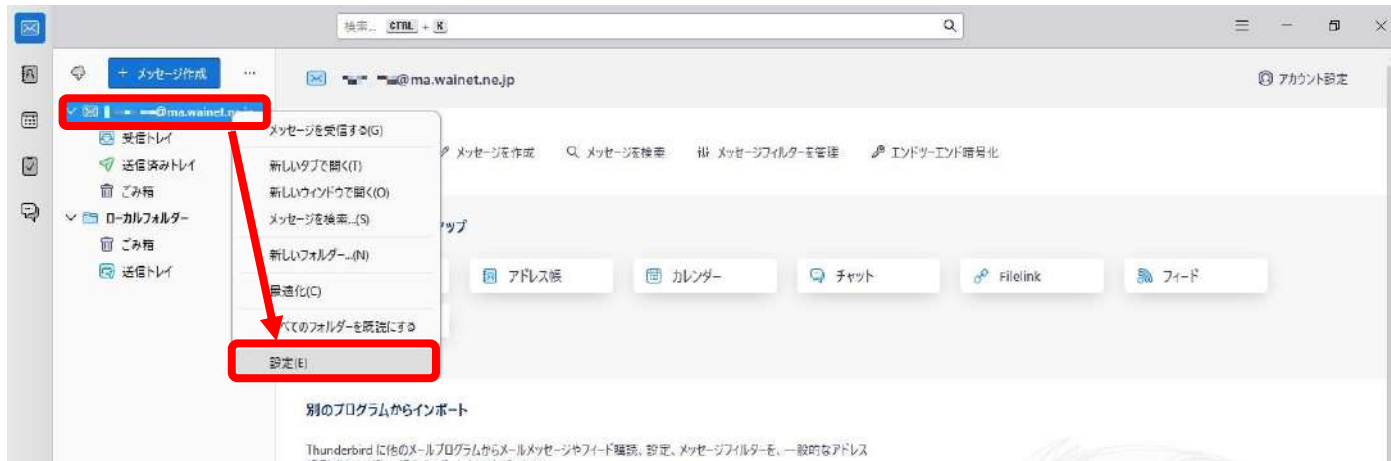 検索... CTRL + K
+ メッセージ作成 ...
@ma.wainet.ne.jp
アカウント設定
@ma.wainet.ne.jp
受信トレイ
送信済みトレイ
ごみ箱
ローカルフォルダー
ごみ箱
送信トレイ
メッセージを受信する(G)
新しいタブで開く(T)
新しいウィンドウで開く(O)
メッセージを検索...(S)
新しいフォルダー...(N)
最適化(C)
べてのフォルダーを既読にする
設定(E)
メッセージを作成 メッセージを検索 メッセージフィルターを管理 エンドツーエンド暗号化
アップ
アドレス帳 カレンダー チャット Filelink フィード
別のプログラムからインポート
Thunderbird に他のメールプログラムからメールメッセージやフィード購読、設定、メッセージフィルターを、一般的なアドレス